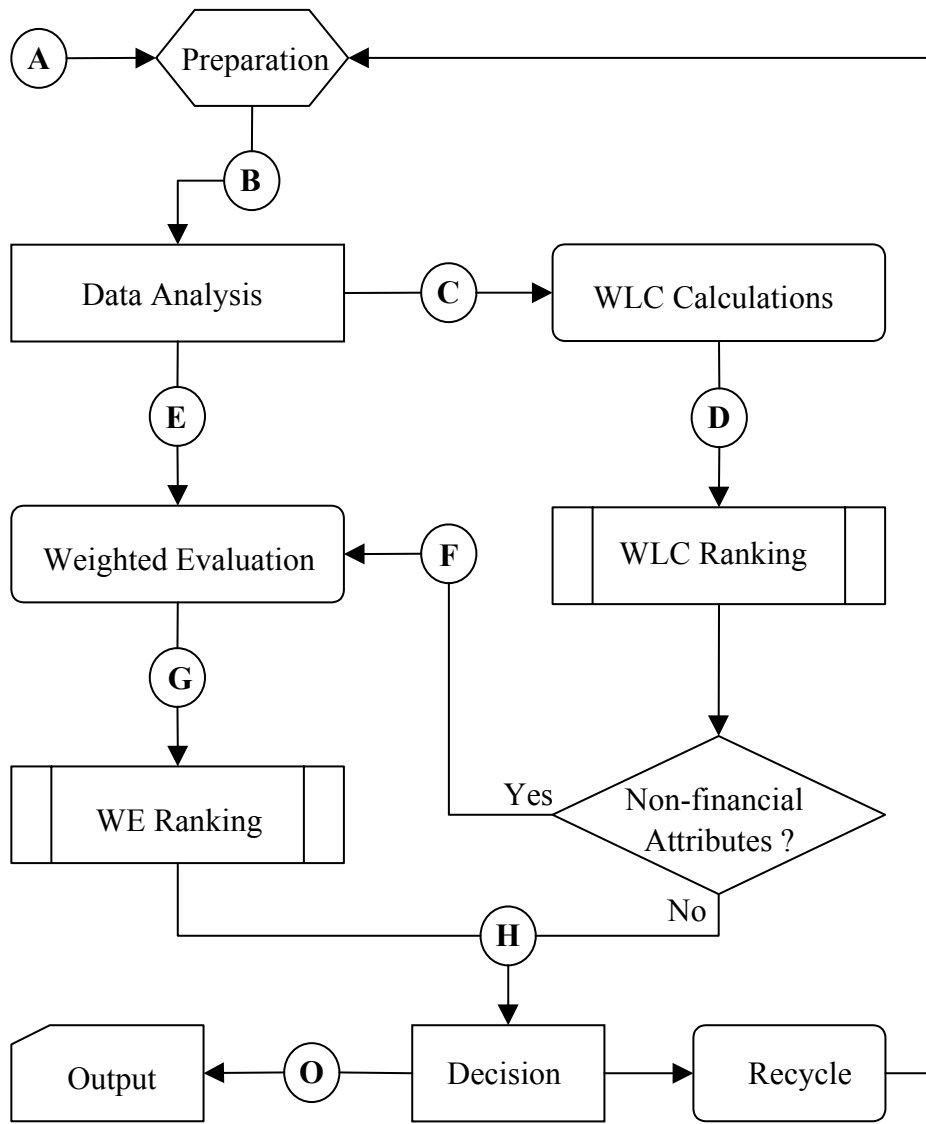 A
Preparation
B
Data Analysis
C
WLC Calculations
E
D
Weighted Evaluation
F
WLC Ranking
G
WE Ranking
Yes
Non-financial
Attributes ?
No
H
Output
O
Decision
Recycle